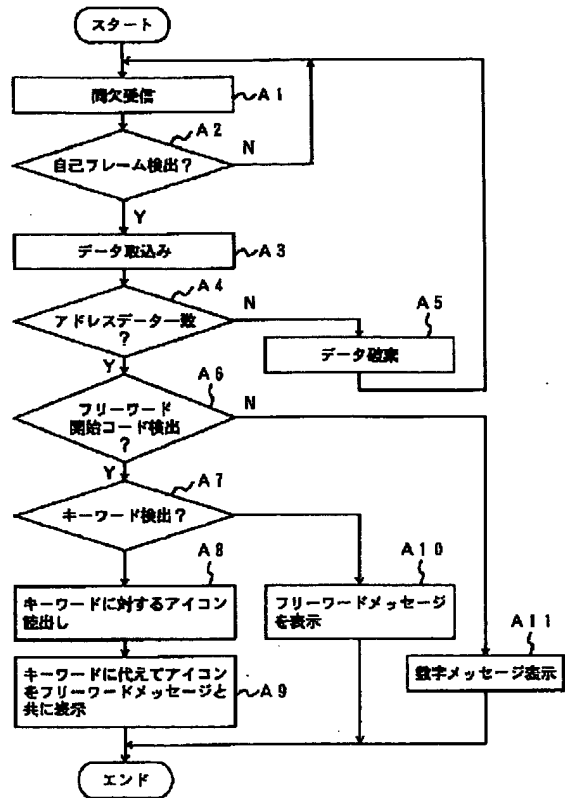 スタート
間欠受信
A1
A2
自己フレーム検出?
N
Y
データ取込み
A3
A4
アドレスデータ一致
?
N
A5
データ破棄
Y
A6
フリーワード
開始コード検出
?
N
Y
A7
キーワード検出?
A8
キーワードに対するアイコン
読出し
A10
フリーワードメッセージ
を表示
A11
数字メッセージ表示
キーワードに代えてアイコン
をフリーワードメッセージと
共に表示
A9
エンド